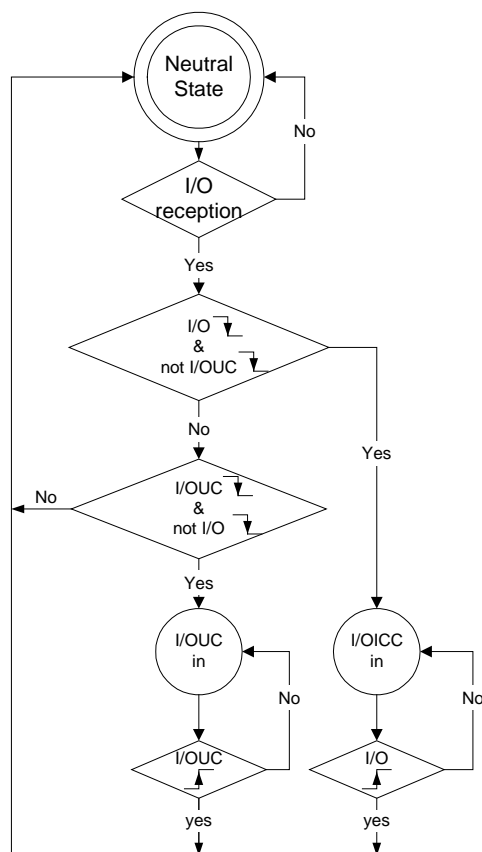 Neutral
State
No
I/O
reception
Yes
I/O
&
not I/OUC
No
Yes
I/OUC
&
not I/O
No
Yes
I/OUC
in
No
I/OICC
in
No
I/OUC
yes
I/O
yes